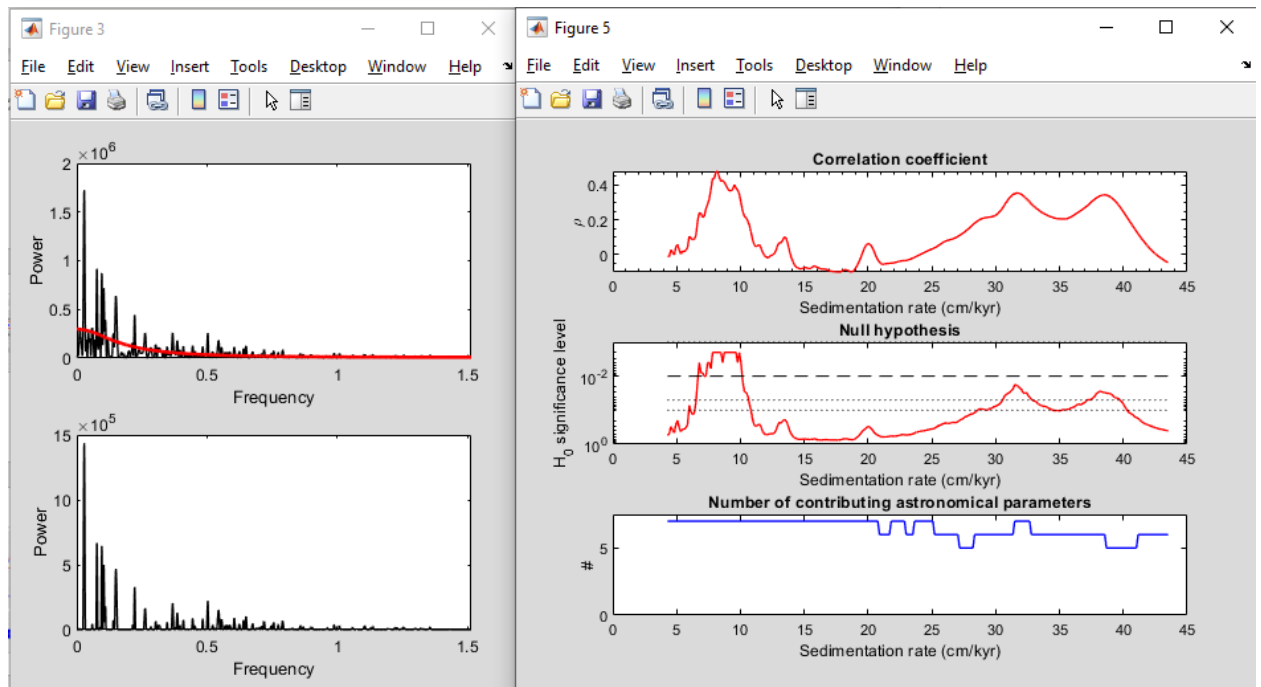 Figure 3
File Edit View Insert Tools Desktop Window Help
×10^6
2
1.5
1
0.5
0
Power
0 0.5 1 1.5
Frequency
×10^5
15
10
5
0
Power
0 0.5 1 1.5
Frequency
Figure 5
File Edit View Insert Tools Desktop Window Help
Correlation coefficient
0.4
0.2
0
ρ
0 5 10 15 20 25 30 35 40 45
Sedimentation rate (cm/kyr)
Null hypothesis
10^-2
10^0
H_0 significance level
0 5 10 15 20 25 30 35 40 45
Sedimentation rate (cm/kyr)
Number of contributing astronomical parameters
5
0
#
0 5 10 15 20 25 30 35 40 45
Sedimentation rate (cm/kyr)